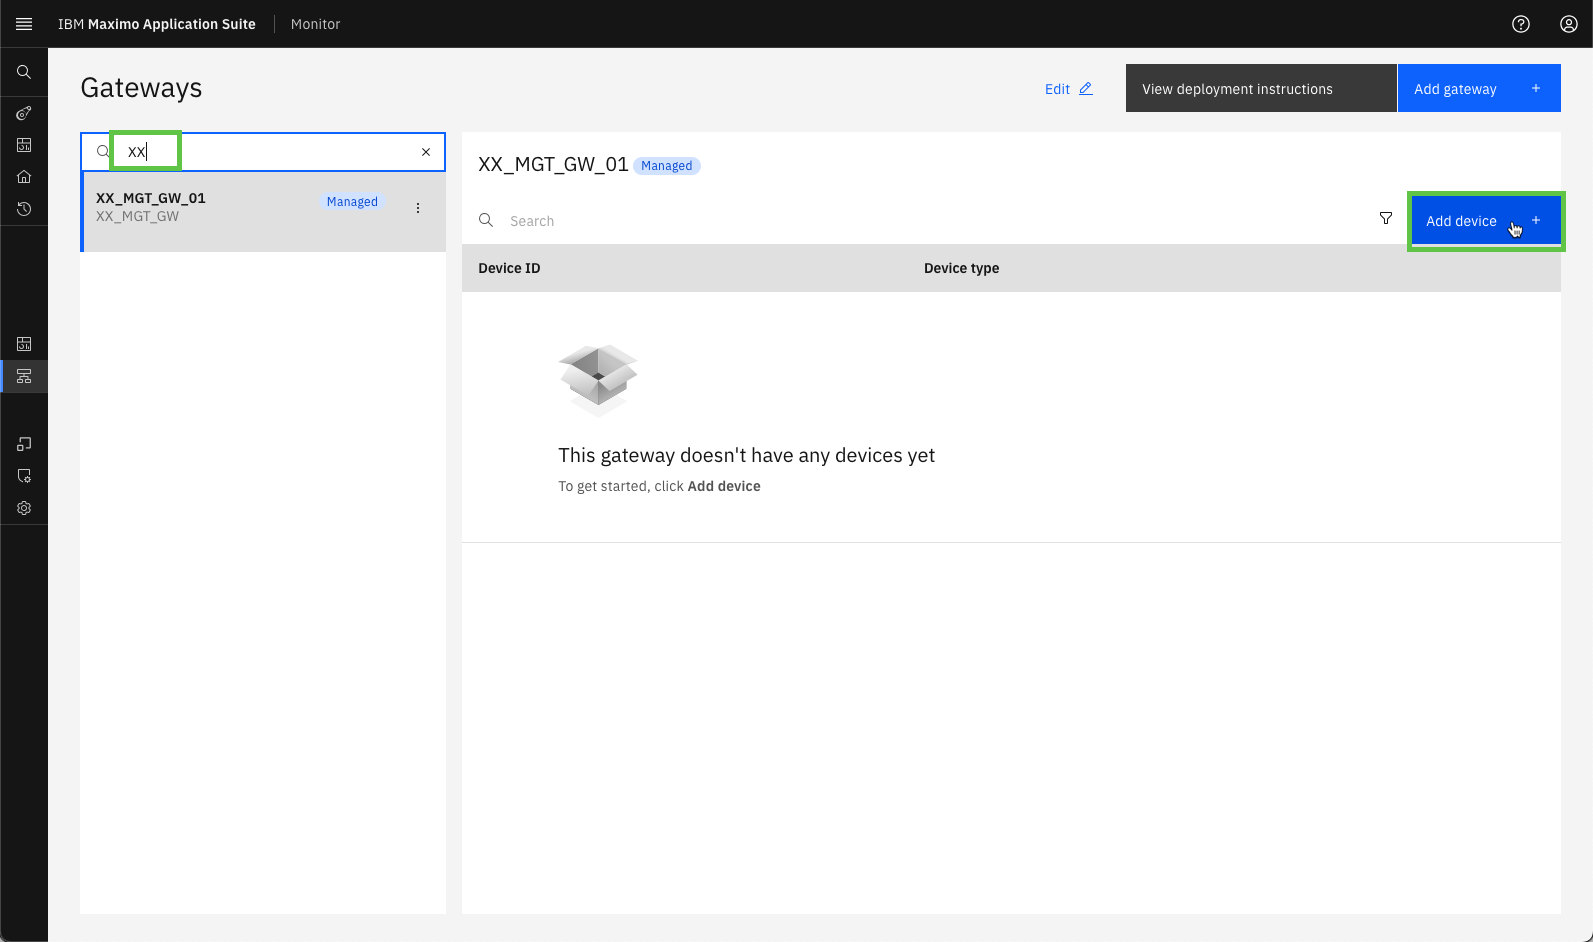 IBM Maximo Application Suite
Monitor
Gateways
Edit
View deployment instructions
Add gateway +
XX
XX_MGT_GW_01
Managed
XX_MGT_GW
XX_MGT_GW_01 Managed
Search
Add device +
Device ID
Device type
This gateway doesn't have any devices yet
To get started, click Add device